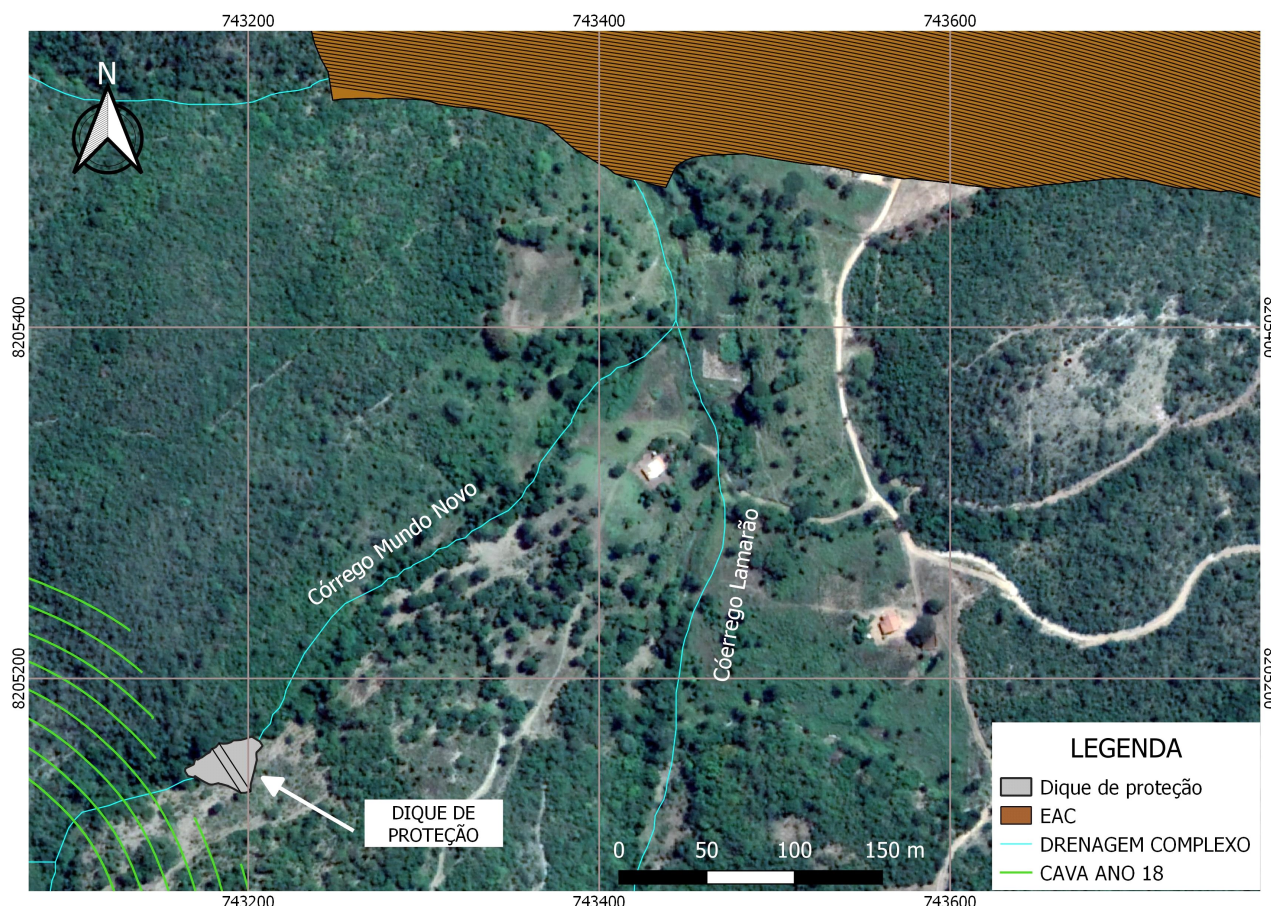 743200 743400 743600
N
8205400 8205400
Córrego Mundo Novo
Cóerrego Lamarão
8205200 8205200
LEGENDA
Dique de proteção
EAC
DRENAGEM COMPLEXO
CAVA ANO 18
DIQUE DE
PROTEÇÃO
0 50 100 150 m
743200 743400 743600